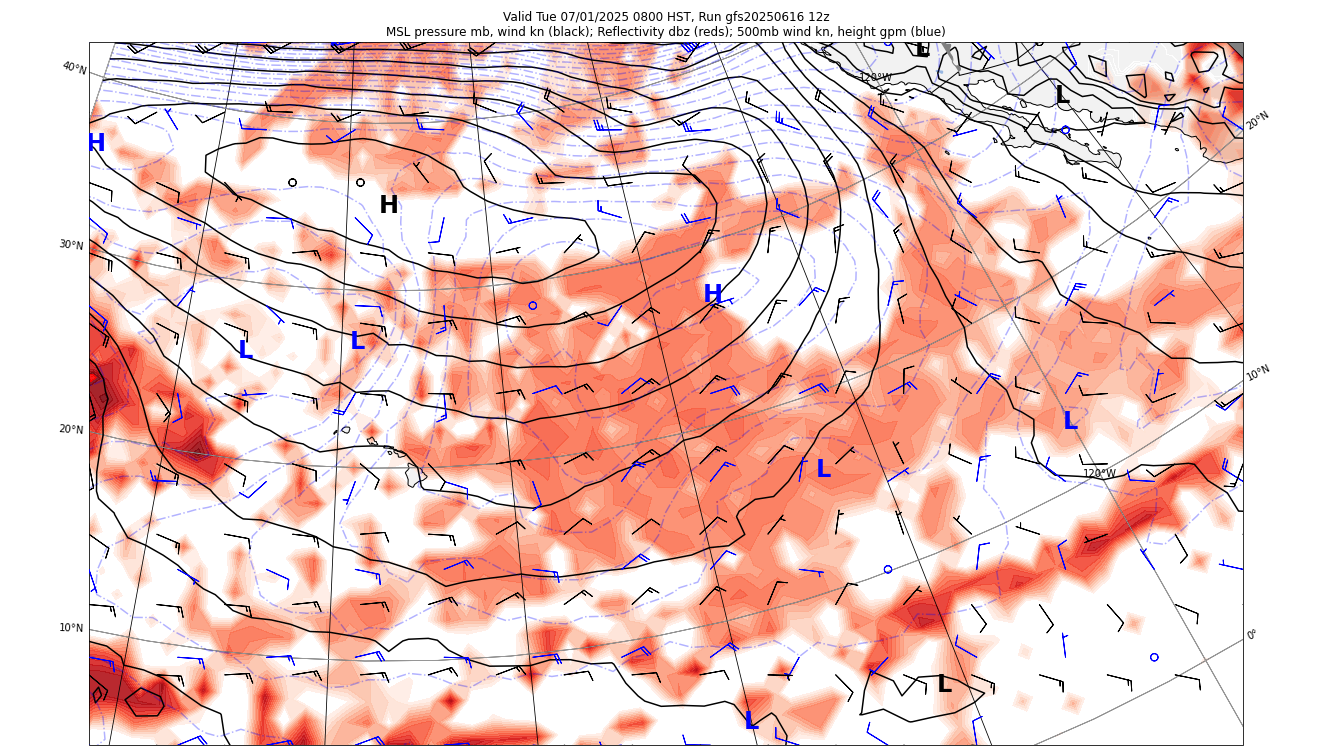 Valid Tue 07/01/2025 0800 HST, Run gfs20250616 12z
MSL pressure mb, wind kn (black); Reflectivity dbz (reds); 500mb wind kn, height gpm (blue)
L
40°N
120°W
L
20°N
H
H
30°N
H
L
L
10°N
20°N
L
L
120°W
10°N
0°
L
L